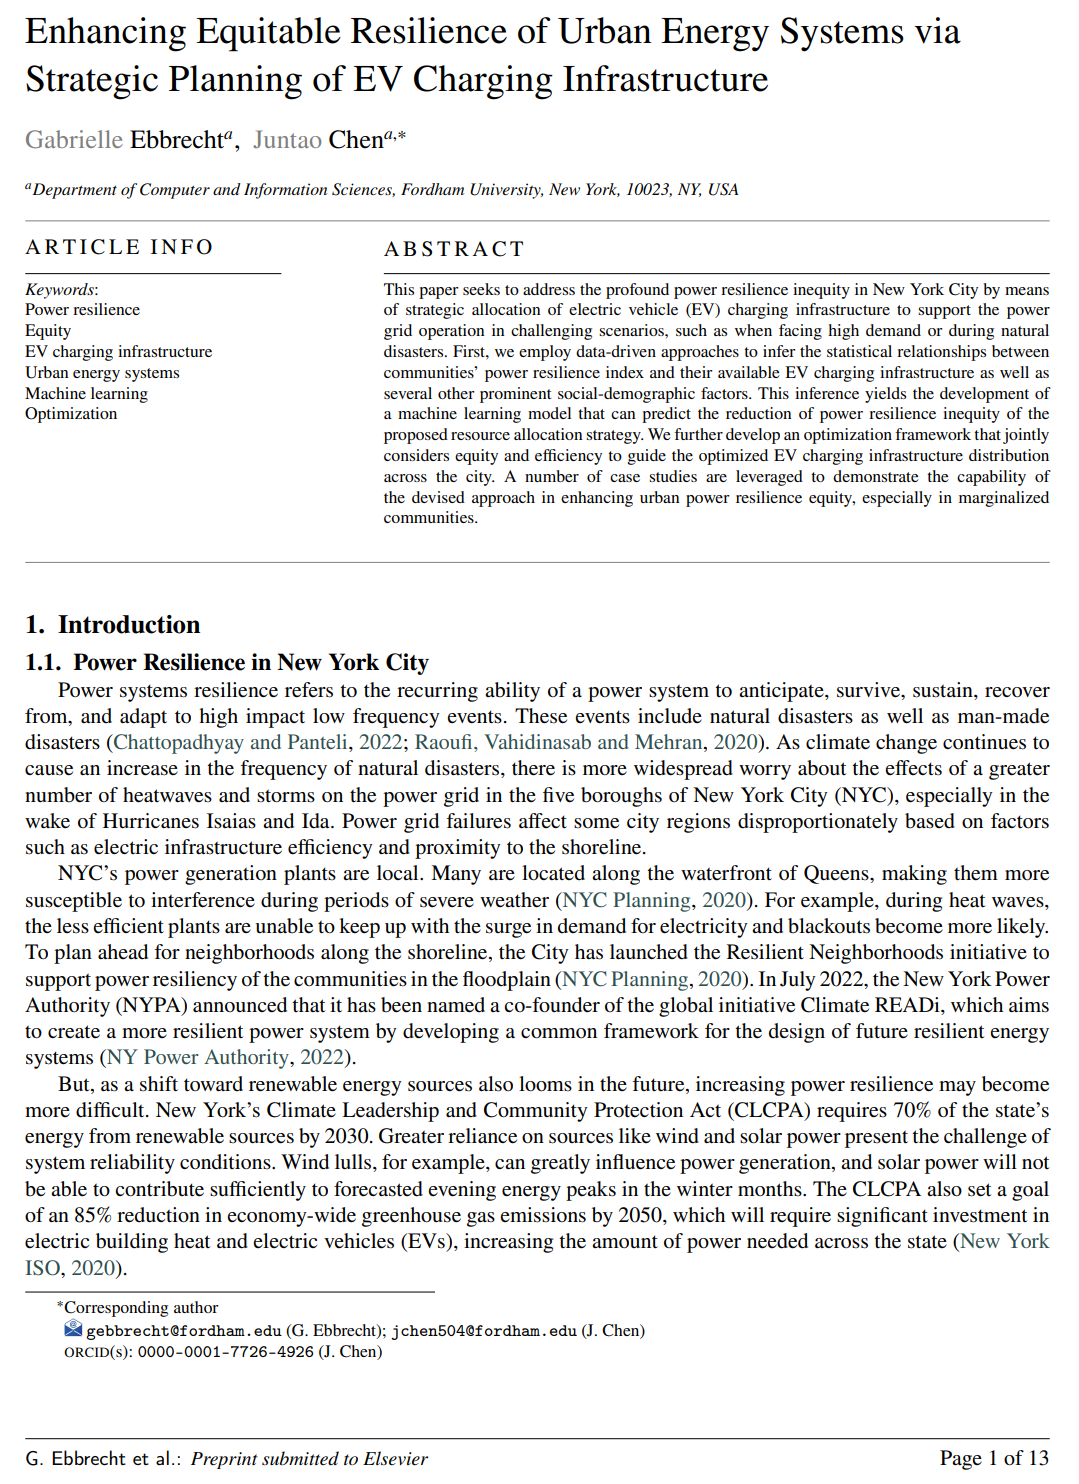 Enhancing Equitable Resilience of Urban Energy Systems via
Strategic Planning of EV Charging Infrastructure
Gabrielle Ebbrechtᵃ, Juntao Chenᵃ,*
ᵃDepartment of Computer and Information Sciences, Fordham University, New York, 10023, NY, USA
ARTICLE INFO
Keywords:
Power resilience
Equity
EV charging infrastructure
Urban energy systems
Machine learning
Optimization
ABSTRACT
This paper seeks to address the profound power resilience inequity in New York City by means
of strategic allocation of electric vehicle (EV) charging infrastructure to support the power
grid operation in challenging scenarios, such as when facing high demand or during natural
disasters. First, we employ data-driven approaches to infer the statistical relationships between
communities' power resilience index and their available EV charging infrastructure as well as
several other prominent social-demographic factors. This inference yields the development of
a machine learning model that can predict the reduction of power resilience inequity of the
proposed resource allocation strategy. We further develop an optimization framework that jointly
considers equity and efficiency to guide the optimized EV charging infrastructure distribution
across the city. A number of case studies are leveraged to demonstrate the capability of
the devised approach in enhancing urban power resilience equity, especially in marginalized
communities.
1. Introduction
1.1. Power Resilience in New York City
Power systems resilience refers to the recurring ability of a power system to anticipate, survive, sustain, recover
from, and adapt to high impact low frequency events. These events include natural disasters as well as man-made
disasters (Chattopadhyay and Panteli, 2022; Raoufi, Vahidinasab and Mehran, 2020). As climate change continues to
cause an increase in the frequency of natural disasters, there is more widespread worry about the effects of a greater
number of heatwaves and storms on the power grid in the five boroughs of New York City (NYC), especially in the
wake of Hurricanes Isaias and Ida. Power grid failures affect some city regions disproportionately based on factors
such as electric infrastructure efficiency and proximity to the shoreline.
NYC's power generation plants are local. Many are located along the waterfront of Queens, making them more
susceptible to interference during periods of severe weather (NYC Planning, 2020). For example, during heat waves,
the less efficient plants are unable to keep up with the surge in demand for electricity and blackouts become more likely.
To plan ahead for neighborhoods along the shoreline, the City has launched the Resilient Neighborhoods initiative to
support power resiliency of the communities in the floodplain (NYC Planning, 2020). In July 2022, the New York Power
Authority (NYPA) announced that it has been named a co-founder of the global initiative Climate READi, which aims
to create a more resilient power system by developing a common framework for the design of future resilient energy
systems (NY Power Authority, 2022).
But, as a shift toward renewable energy sources also looms in the future, increasing power resilience may become
more difficult. New York's Climate Leadership and Community Protection Act (CLCPA) requires 70% of the state's
energy from renewable sources by 2030. Greater reliance on sources like wind and solar power present the challenge of
system reliability conditions. Wind lulls, for example, can greatly influence power generation, and solar power will not
be able to contribute sufficiently to forecasted evening energy peaks in the winter months. The CLCPA also set a goal
of an 85% reduction in economy-wide greenhouse gas emissions by 2050, which will require significant investment in
electric building heat and electric vehicles (EVs), increasing the amount of power needed across the state (New York
ISO, 2020).
*Corresponding author
gebbrecht@fordham.edu (G. Ebbrecht); jchen504@fordham.edu (J. Chen)
ORCID(s): 0000-0001-7726-4926 (J. Chen)
G. Ebbrecht et al.: Preprint submitted to Elsevier
Page 1 of 13